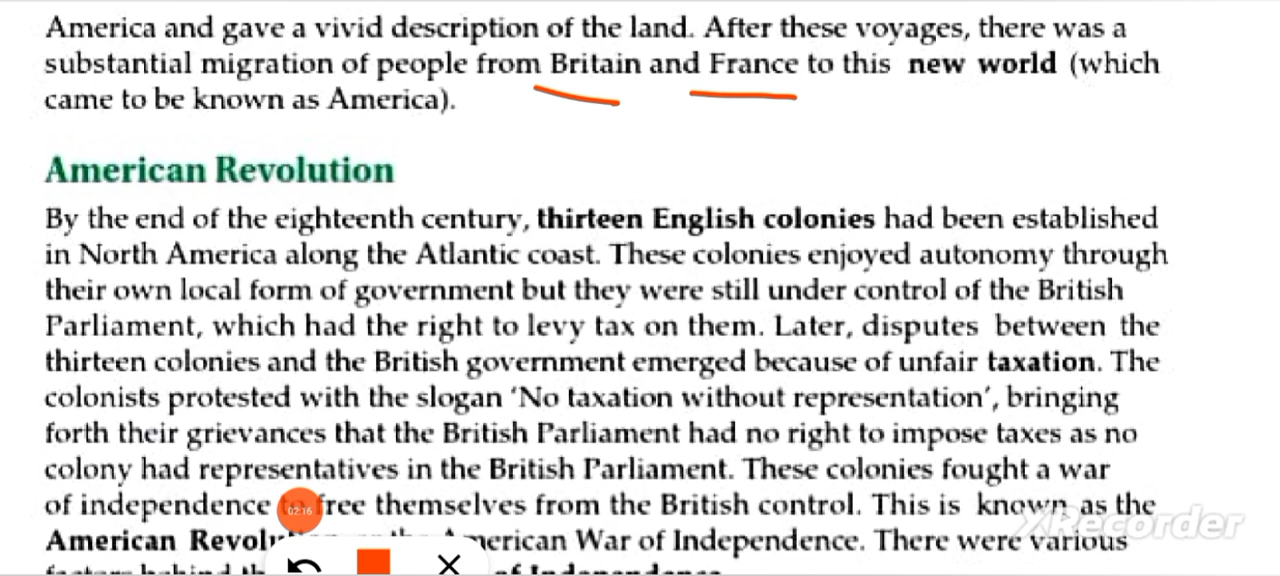 America and gave a vivid description of the land. After these voyages, there was a
substantial migration of people from Britain and France to this new world (which
came to be known as America).
American Revolution
By the end of the eighteenth century, thirteen English colonies had been established
in North America along the Atlantic coast. These colonies enjoyed autonomy through
their own local form of government but they were still under control of the British
Parliament, which had the right to levy tax on them. Later, disputes between the
thirteen colonies and the British government emerged because of unfair taxation. The
colonists protested with the slogan ‘No taxation without representation’, bringing
forth their grievances that the British Parliament had no right to impose taxes as no
colony had representatives in the British Parliament. These colonies fought a war
of independence free themselves from the British control. This is known as the
02:16
XRecorder
American American War of Independence. There were various
of Independence